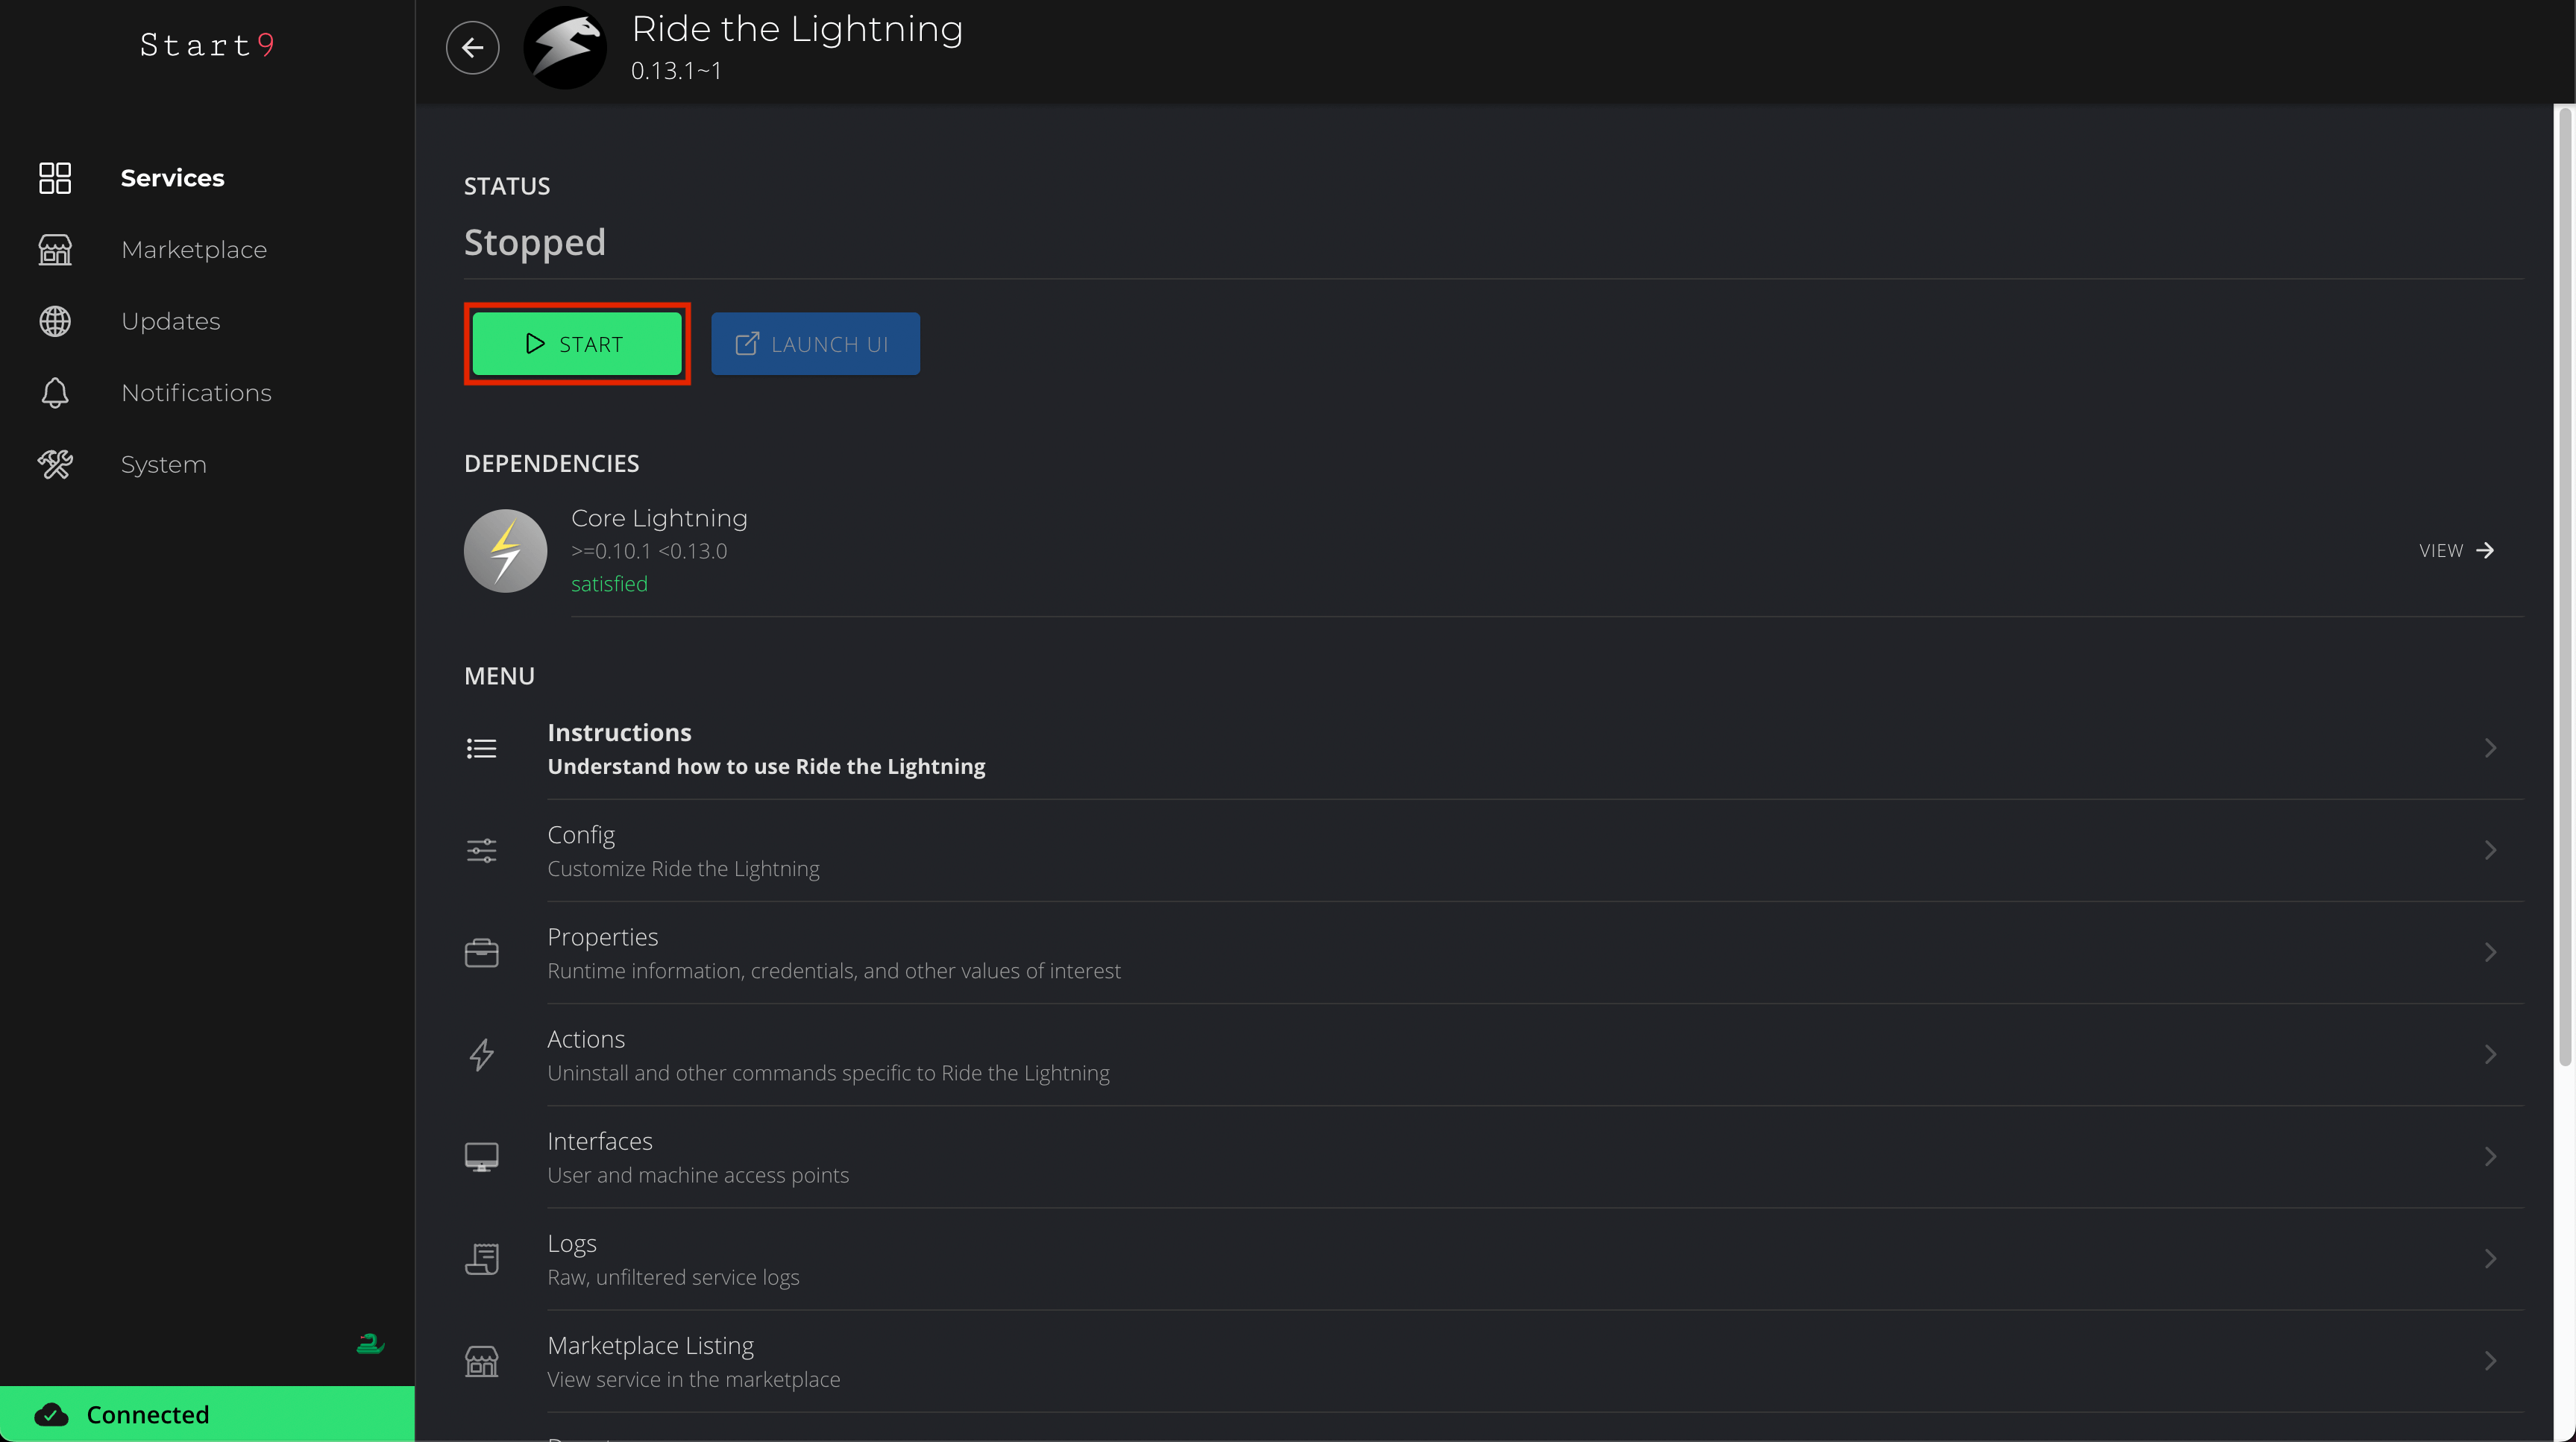 Start9
Services
Marketplace
Updates
Notifications
System
Connected
Ride the Lightning
0.13.1~1
STATUS
Stopped
START
LAUNCH UI
DEPENDENCIES
Core Lightning
>=0.10.1 <0.13.0
satisfied
VIEW
MENU
Instructions
Understand how to use Ride the Lightning
Config
Customize Ride the Lightning
Properties
Runtime information, credentials, and other values of interest
Actions
Uninstall and other commands specific to Ride the Lightning
Interfaces
User and machine access points
Logs
Raw, unfiltered service logs
Marketplace Listing
View service in the marketplace